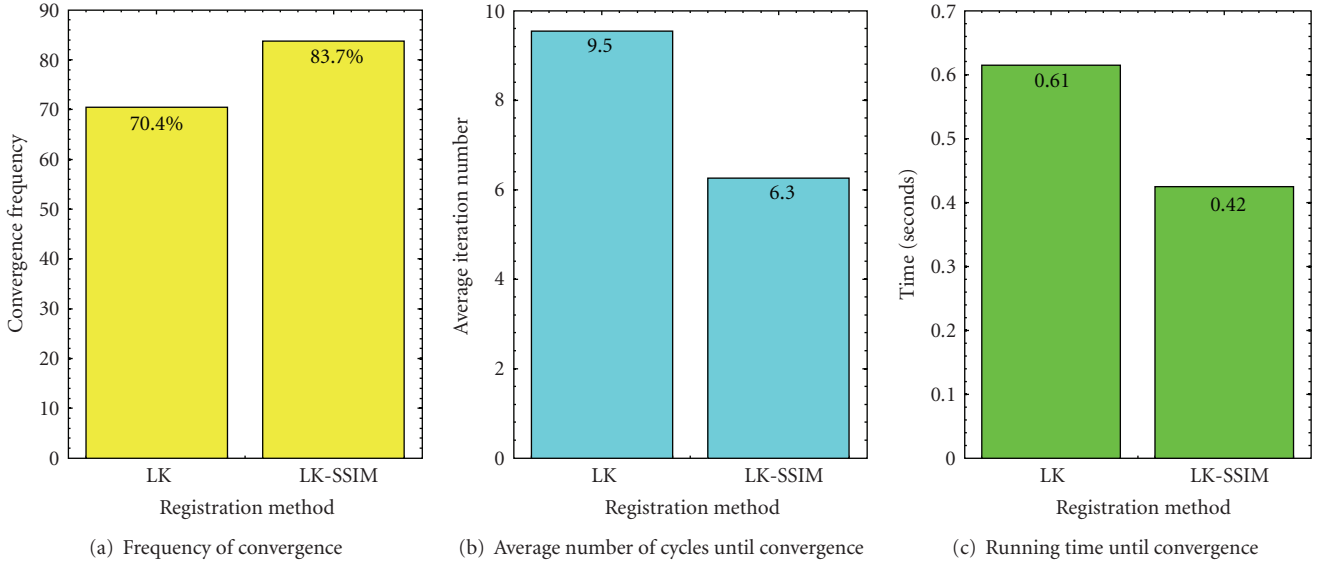 90
80
70
60
50
40
30
20
10
0
Convergence frequency
70.4%
83.7%
LK
LK-SSIM
Registration method
(a) Frequency of convergence
10
8
6
4
2
0
Average iteration number
9.5
6.3
LK
LK-SSIM
Registration method
(b) Average number of cycles until convergence
0.7
0.6
0.5
0.4
0.3
0.2
0.1
0
Time (seconds)
0.61
0.42
LK
LK-SSIM
Registration method
(c) Running time until convergence